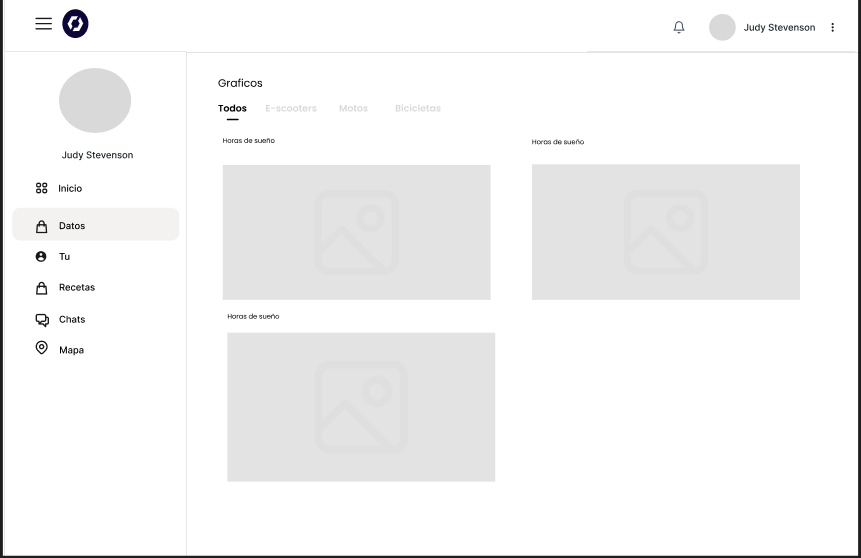 Judy Stevenson
Judy Stevenson
Inicio
Datos
Tu
Recetas
Chats
Mapa
Graficos
Todos E-scooters Motos Bicicletas
Horas de sueño Horas de sueño
Horas de sueño